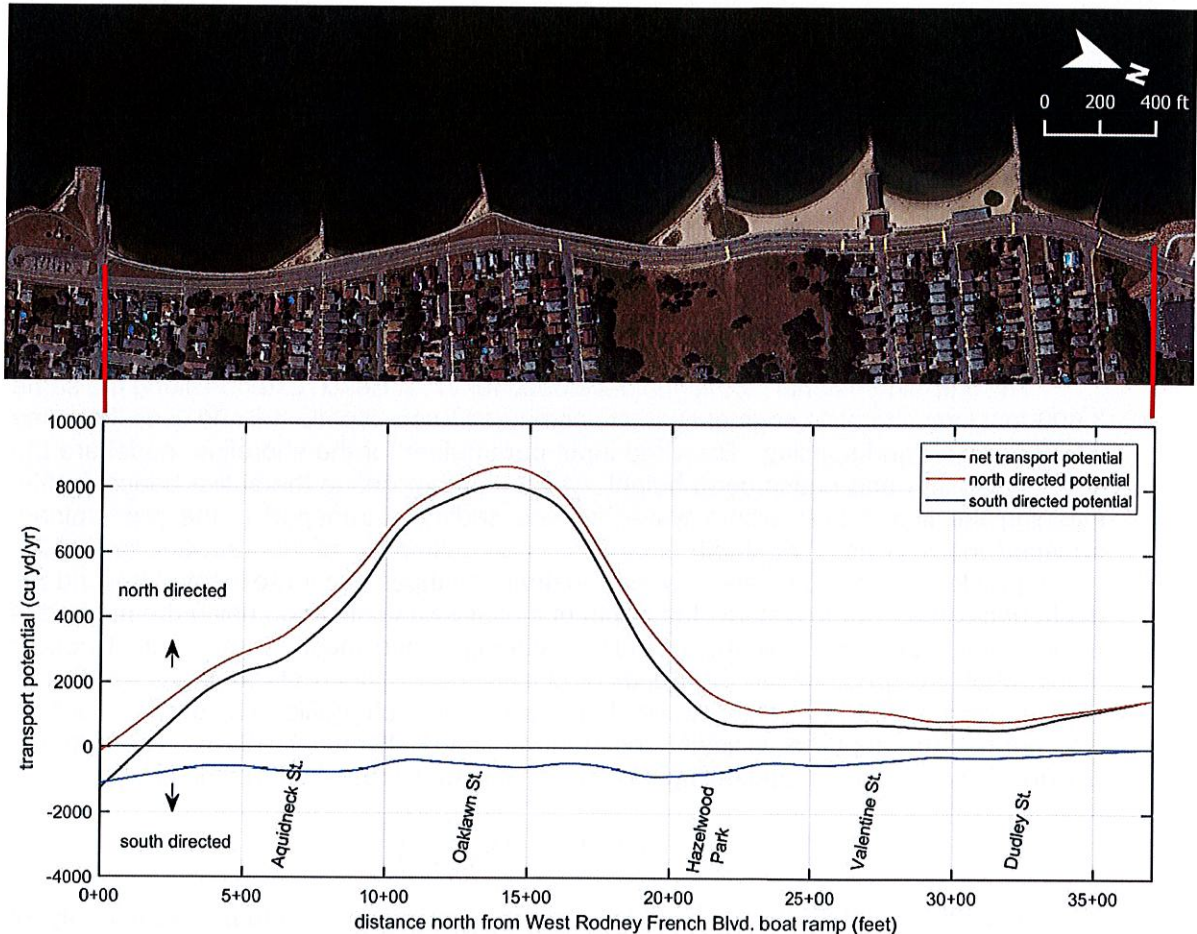 N
0 200 400 ft
10000
8000
6000
4000
2000
0
-2000
-4000
transport potential (cu yd/yr)
net transport potential
north directed potential
south directed potential
north directed
south directed
Aquidneck St.
Oaklawn St.
Hazelwood
Park
Valentine St.
Dudley St.
0+00 5+00 10+00 15+00 20+00 25+00 30+00 35+00
distance north from West Rodney French Blvd. boat ramp (feet)